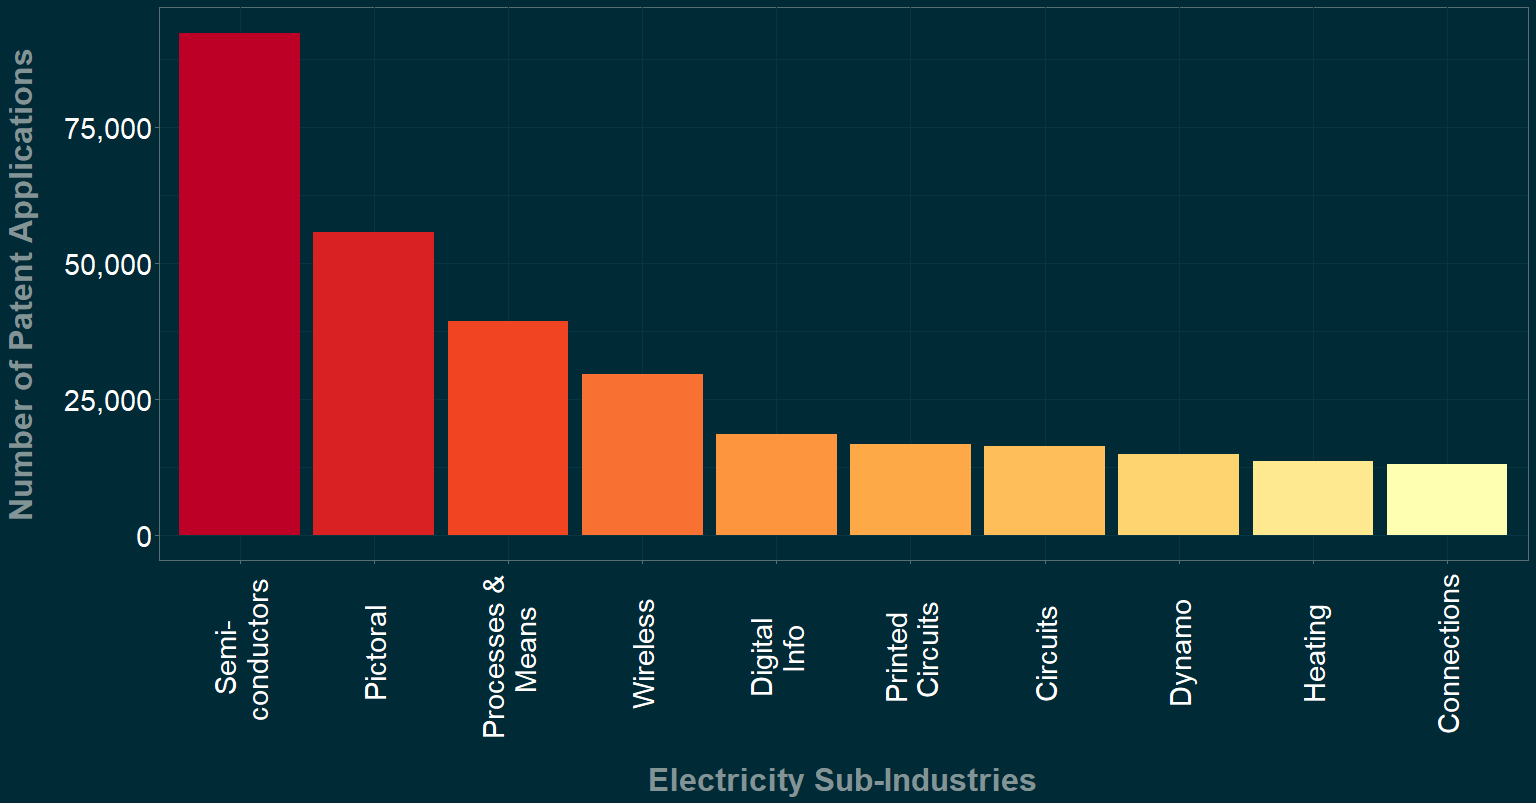 Number of Patent Applications
75,000
50,000
25,000
0
Semi-
conductors
Pictoral
Processes &
Means
Wireless
Digital
Info
Printed
Circuits
Circuits
Dynamo
Heating
Connections
Electricity Sub-Industries